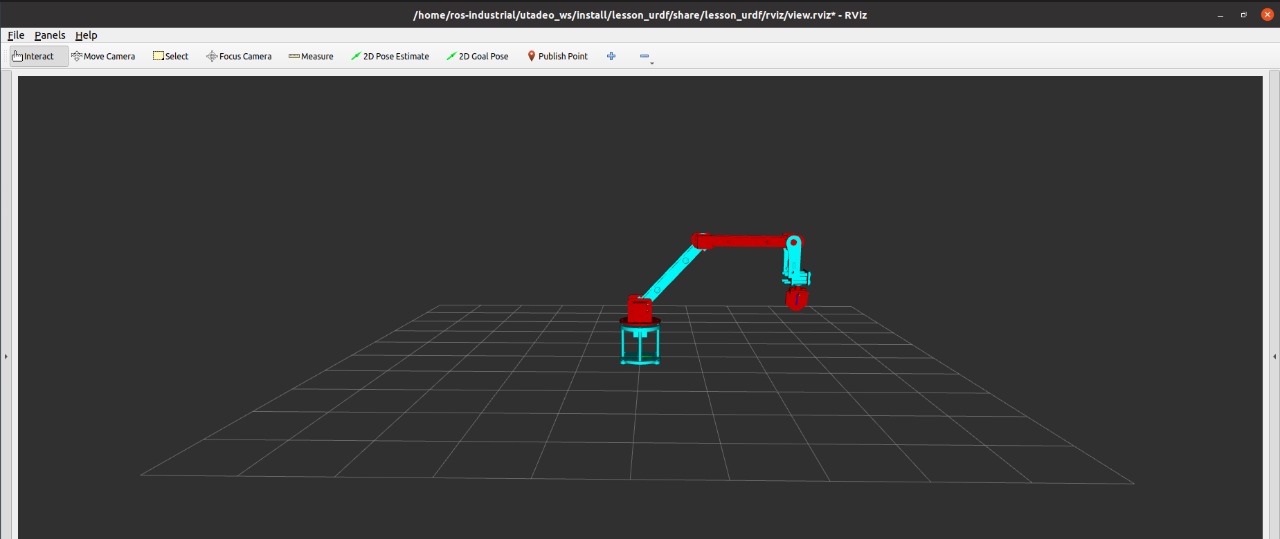 /home/ros-industrial/utadeo_ws/install/lesson_urdf/share/lesson_urdf/rviz/view.rviz* - RViz
File Panels Help
Interact Move Camera Select Focus Camera Measure 2D Pose Estimate 2D Goal Pose Publish Point